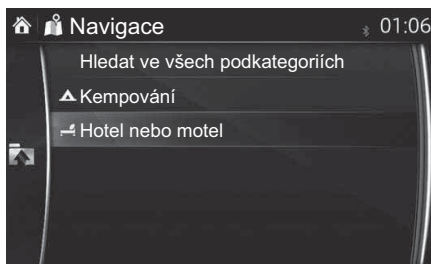 Navigace
01:06
Hledat ve všech podkategoriích
Kempování
Hotel nebo motel